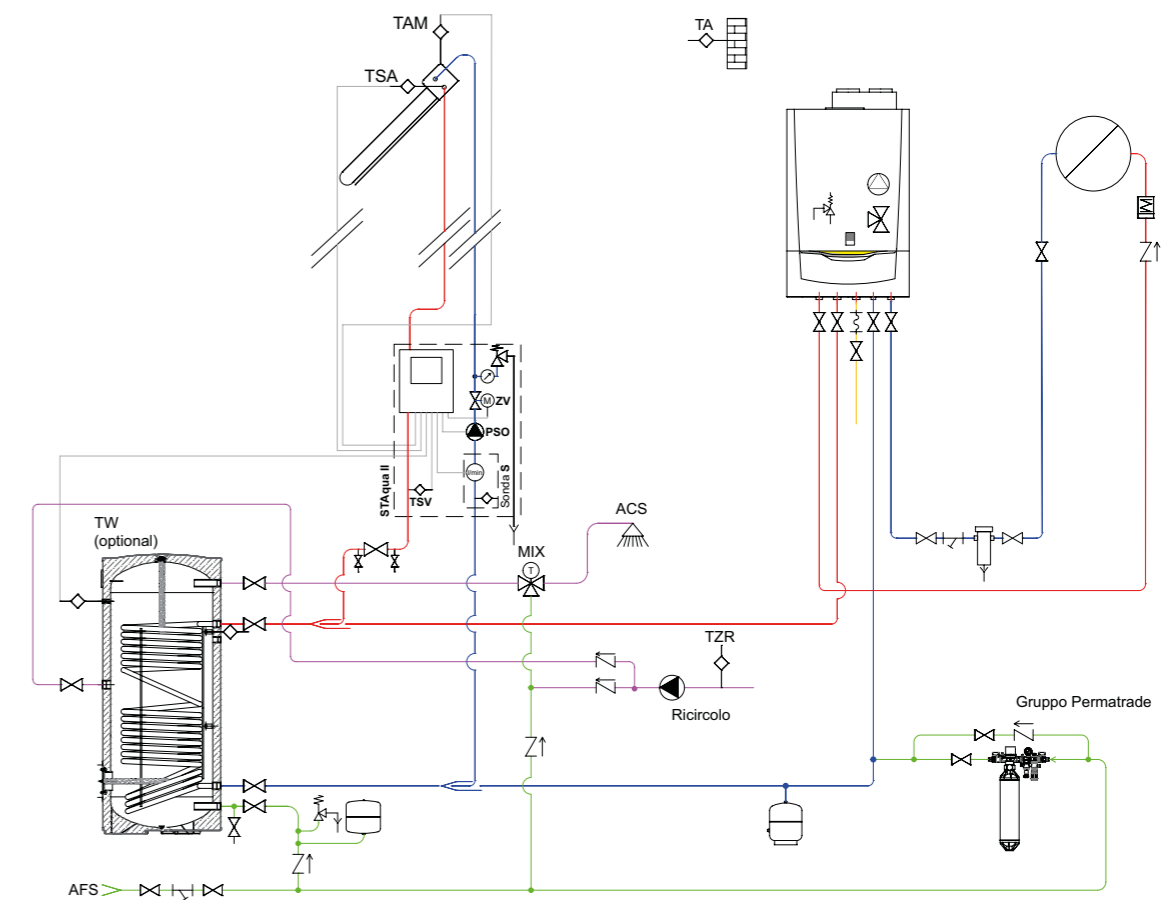 TAM
TA
TSA
M
ZV
PSO
l/min
STAqua II
TSV
Sonda S
TW
(optional)
ACS
MIX
T
TZR
Ricircolo
Gruppo Permatrade
AFS